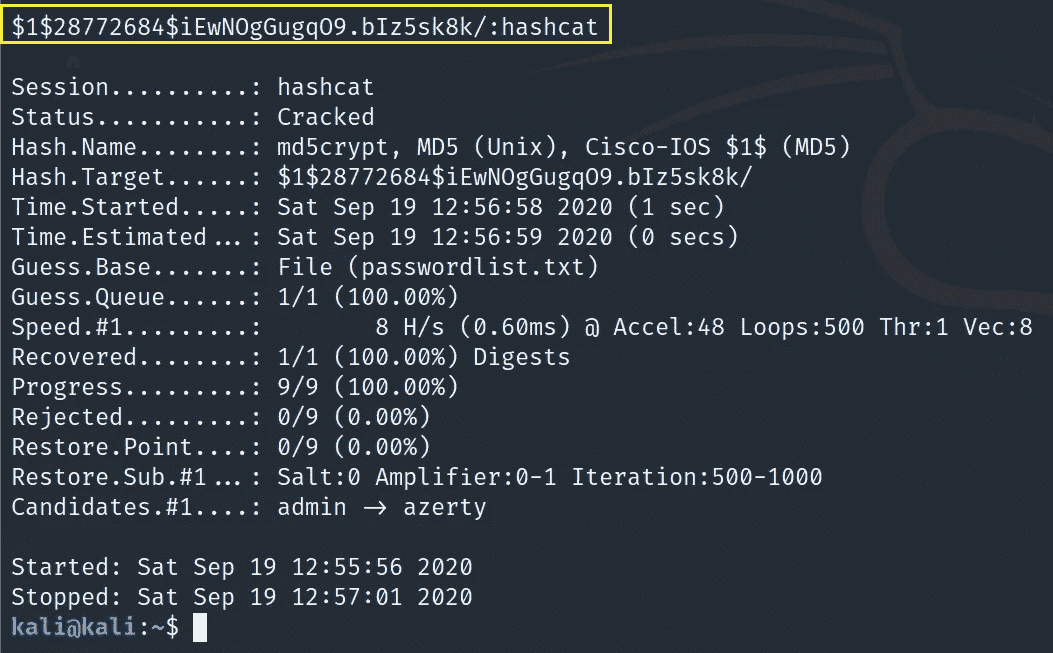 $1$28772684$iEwNOgGugqO9.bIz5sk8k/:hashcat
Session..........: hashcat
Status...........: Cracked
Hash.Name........: md5crypt, MD5 (Unix), Cisco-IOS $1$ (MD5)
Hash.Target......: $1$28772684$iEwNOgGugqO9.bIz5sk8k/
Time.Started.....: Sat Sep 19 12:56:58 2020 (1 sec)
Time.Estimated...: Sat Sep 19 12:56:59 2020 (0 secs)
Guess.Base.......: File (passwordlist.txt)
Guess.Queue......: 1/1 (100.00%)
Speed.#1.........:        8 H/s (0.60ms) @ Accel:48 Loops:500 Thr:1 Vec:8
Recovered........: 1/1 (100.00%) Digests
Progress.........: 9/9 (100.00%)
Rejected.........: 0/9 (0.00%)
Restore.Point....: 0/9 (0.00%)
Restore.Sub.#1...: Salt:0 Amplifier:0-1 Iteration:500-1000
Candidates.#1....: admin -> azerty
Started: Sat Sep 19 12:55:56 2020
Stopped: Sat Sep 19 12:57:01 2020
kali@kali:~$